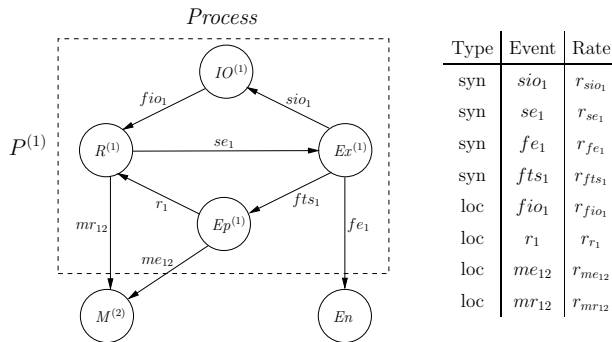 Process
P(1)
IO(1)
fio1
sio1
R(1)
se1
Ex(1)
r1
fts1
Ep(1)
mr12
me12
fe1
M(2)
En
Type Event Rate
syn sio1 rsio1
syn se1 rse1
syn fe1 rfe1
syn fts1 rfts1
loc fio1 rfio1
loc r1 rr1
loc me12 rme12
loc mr12 rmr12